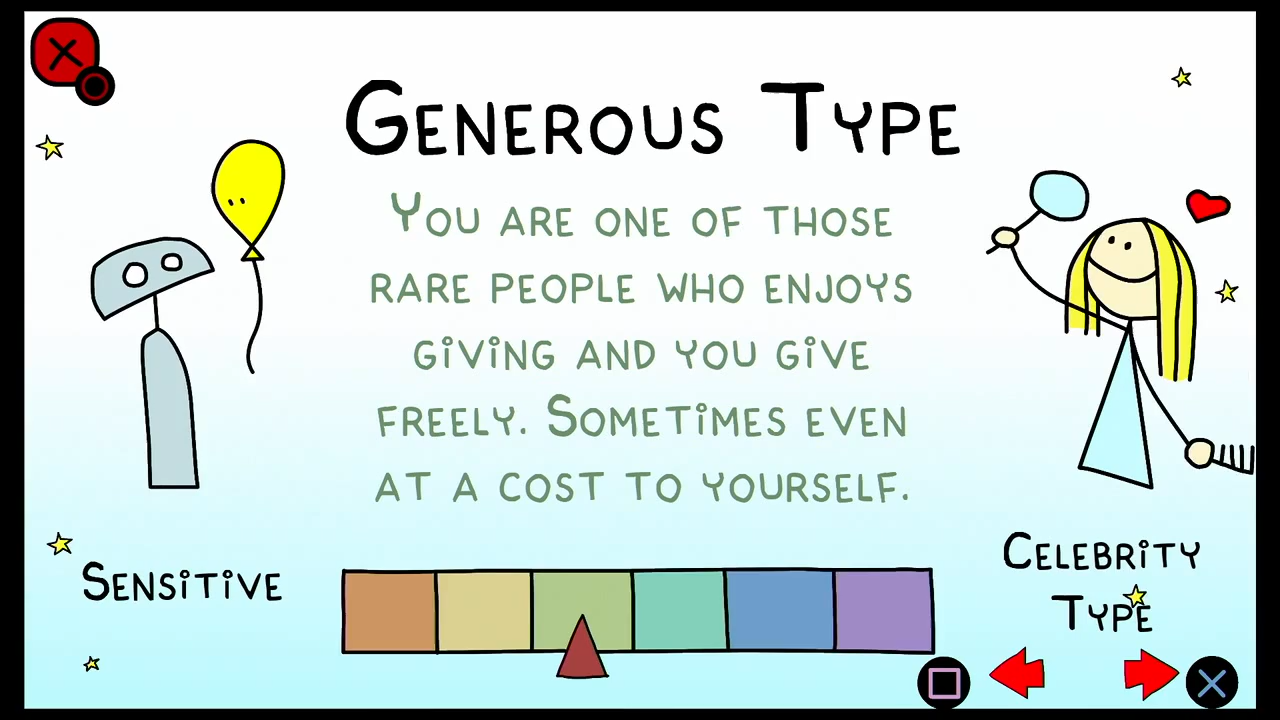 Generous Type
You are one of those
rare people who enjoys
giving and you give
freely. Sometimes even
at a cost to yourself.
Sensitive
Celebrity
Type